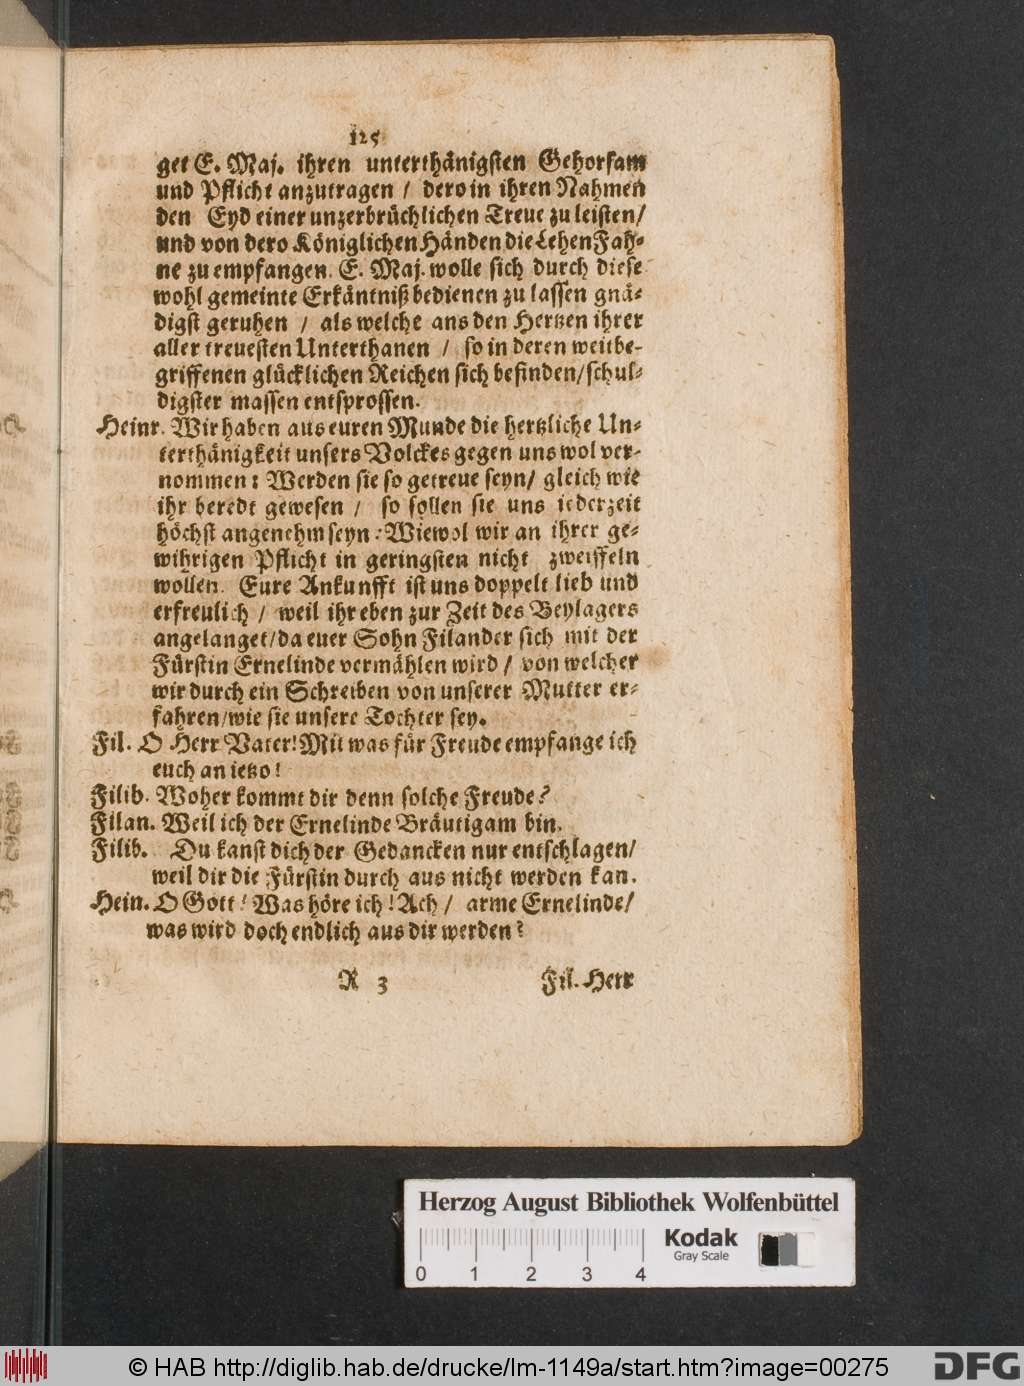 125
get E. Maj. ihren unterthänigsten Gehorsam
und Pflicht anzutragen / dero in ihren Nahmen
den Eyd einer unzerbrüchlichen Treue zu leisten/
und von dero Königlichen Händen die Lehen Fah-
ne zu empfangen. E. Maj. wolle sich durch diese
wohl gemeinte Erkäntniß bedienen zu lassen gnä-
digst geruhen / als welche ans den Hertzen ihrer
aller treuesten Unterthanen / so in deren weitbe-
griffenen glücklichen Reichen sich befinden/schul-
digster massen entsprossen.
Heinr. Wir haben aus euren Munde die hertzliche Un-
terthänigkeit unsers Volckes gegen uns wol ver-
nommen: Werden sie so getreue seyn/ gleich wie
ihr beredt gewesen / so sollen sie uns iederzeit
höchst angenehm seyn: Wiewol wir an ihrer ge-
wihrigen Pflicht in geringsten nicht zweiffeln
wollen. Eure Ankunfft ist uns doppelt lieb und
erfreulich / weil ihr eben zur Zeit des Beylagers
angelanget/da euer Sohn Filander sich mit der
Fürstin Ernelinde vermählen wird / von welcher
wir durch ein Schreiben von unserer Mutter er-
fahren/wie sie unsere Tochter sey.
Fil. O Herr Vater! Mit was für Freude empfange ich
euch an ietzo!
Filib. Woher kommt dir denn solche Freude?
Filan. Weil ich der Ernelinde Bräutigam bin.
Filib. Du kanst dich der Gedancken nur entschlagen/
weil dir die Fürstin durch aus nicht werden kan.
Hein. O Gott! Was höre ich! Ach / arme Ernelinde/
was wird doch endlich aus dir werden?
R 3 Fil. Herr
Herzog August Bibliothek Wolfenbüttel
Kodak
Gray Scale
0 1 2 3 4
© HAB http://diglib.hab.de/drucke/lm-1149a/start.htm?image=00275
DFG